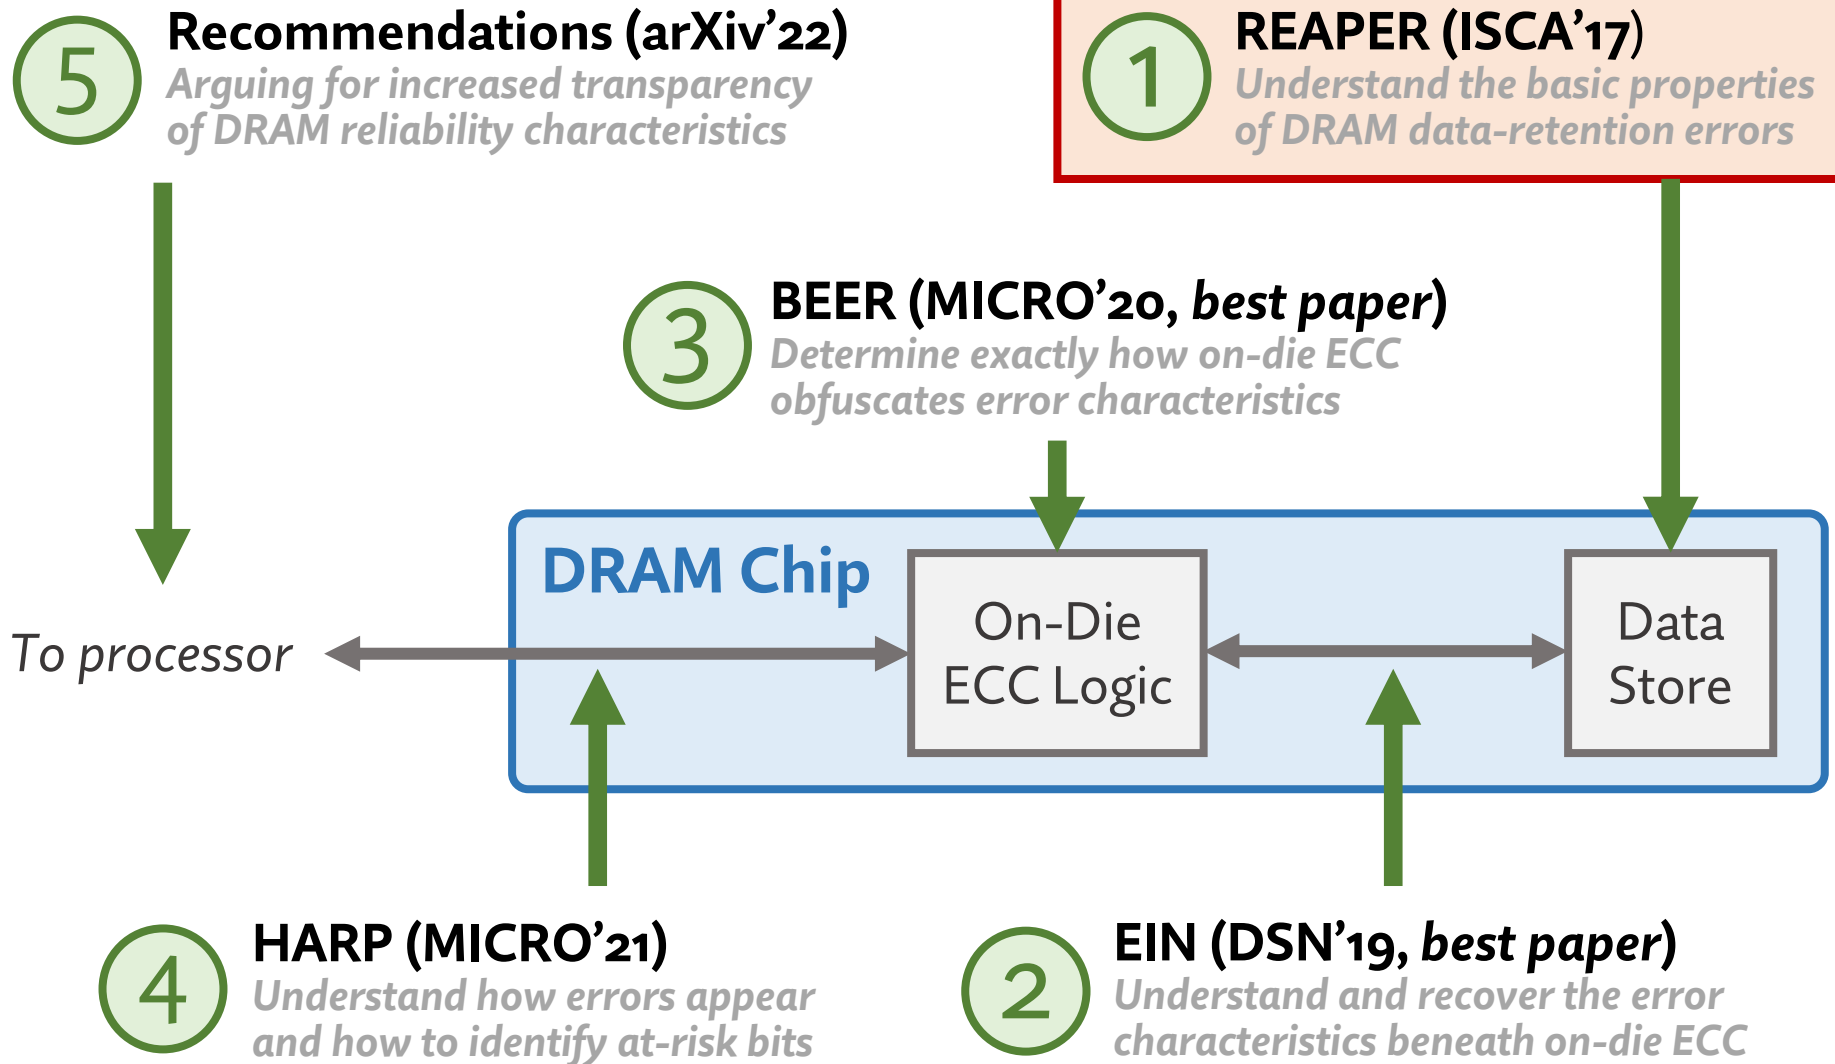 5
Recommendations (arXiv’22)
Arguing for increased transparency
of DRAM reliability characteristics
1
REAPER (ISCA’17)
Understand the basic properties
of DRAM data-retention errors
3
BEER (MICRO’20, best paper)
Determine exactly how on-die ECC
obfuscates error characteristics
DRAM Chip
To processor
On-Die
ECC Logic
Data
Store
4
HARP (MICRO’21)
Understand how errors appear
and how to identify at-risk bits
2
EIN (DSN’19, best paper)
Understand and recover the error
characteristics beneath on-die ECC